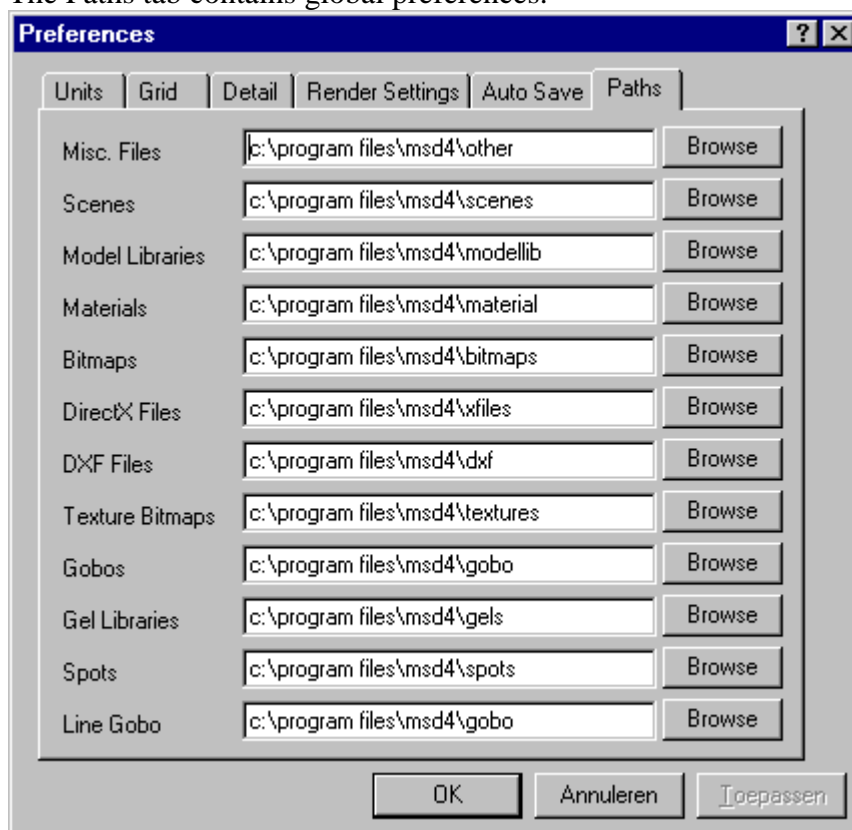 The Paths tab contains global preferences.
Preferences
Units Grid Detail Render Settings Auto Save Paths
Misc. Files c:\program files\msd4\other Browse
Scenes c:\program files\msd4\scenes Browse
Model Libraries c:\program files\msd4\modellib Browse
Materials c:\program files\msd4\material Browse
Bitmaps c:\program files\msd4\bitmaps Browse
DirectX Files c:\program files\msd4\xfiles Browse
DXF Files c:\program files\msd4\dxf Browse
Texture Bitmaps c:\program files\msd4\textures Browse
Gobos c:\program files\msd4\gobo Browse
Gel Libraries c:\program files\msd4\gels Browse
Spots c:\program files\msd4\spots Browse
Line Gobo c:\program files\msd4\gobo Browse
OK Annuleren Toepassen